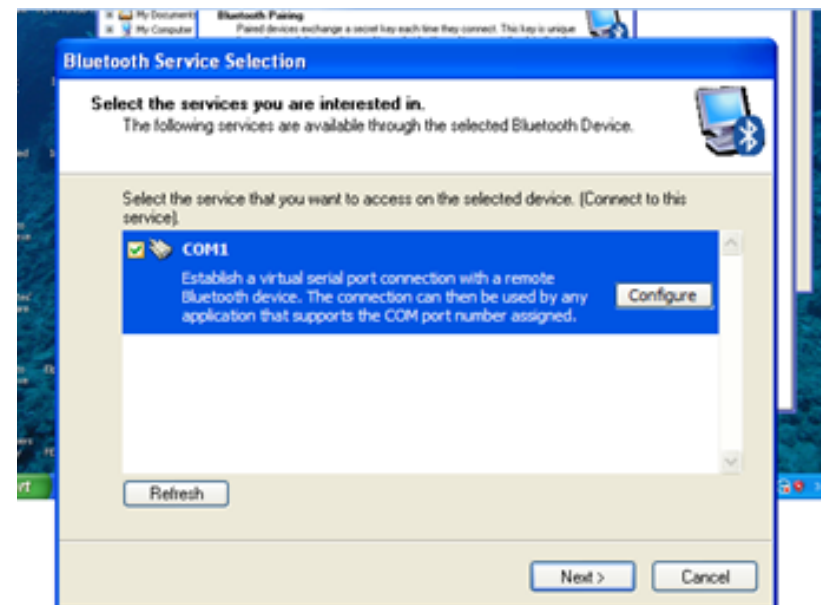 My Documents
Bluetooth Pairing
My Computer
Paired devices exchange a secret key each time they connect. This key is unique
Bluetooth Service Selection
Select the services you are interested in.
The following services are available through the selected Bluetooth Device.
Select the service that you want to access on the selected device. (Connect to this
service).
COM1
Establish a virtual serial port connection with a remote
Bluetooth device. The connection can then be used by any
application that supports the COM port number assigned.
Configure
Refresh
Next >
Cancel